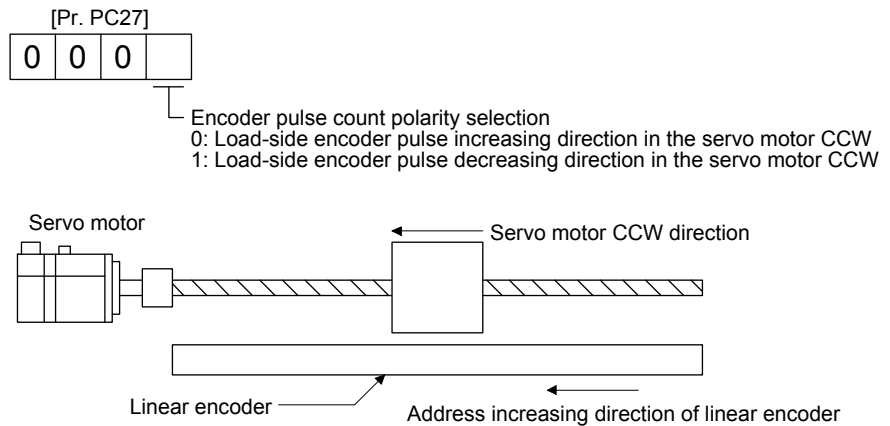 [Pr. PC27]
0 0 0
Encoder pulse count polarity selection
0: Load-side encoder pulse increasing direction in the servo motor CCW
1: Load-side encoder pulse decreasing direction in the servo motor CCW
Servo motor
Servo motor CCW direction
Linear encoder
Address increasing direction of linear encoder